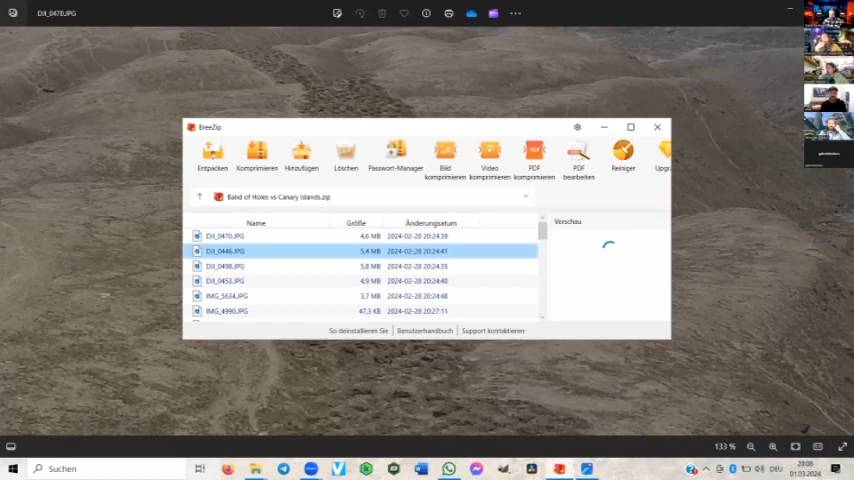 DJI_0470.JPG
BreeZip
Entpacken
Komprimieren
Hinzufügen
Löschen
Passwort-Manager
Bild komprimieren
Video komprimieren
PDF komprimieren
PDF bearbeiten
Reiniger
Upgra
Band of Holes vs Canary Islands.zip
Name Größe Änderungsatum
Vorschau
DJI_0470.JPG 4,6 MB 2024-02-28 20:24:39
DJI_0446.JPG 5,4 MB 2024-02-28 20:24:41
DJI_0498.JPG 5,8 MB 2024-02-28 20:24:35
DJI_0453.JPG 4,9 MB 2024-02-28 20:24:40
IMG_5634.JPG 3,7 MB 2024-02-28 20:24:48
IMG_4990.JPG 47,3 KB 2024-02-28 20:27:11
So deinstallieren Sie | Benutzerhandbuch | Support kontaktieren
133 %
Suchen
DEU
20:06
01.03.2024